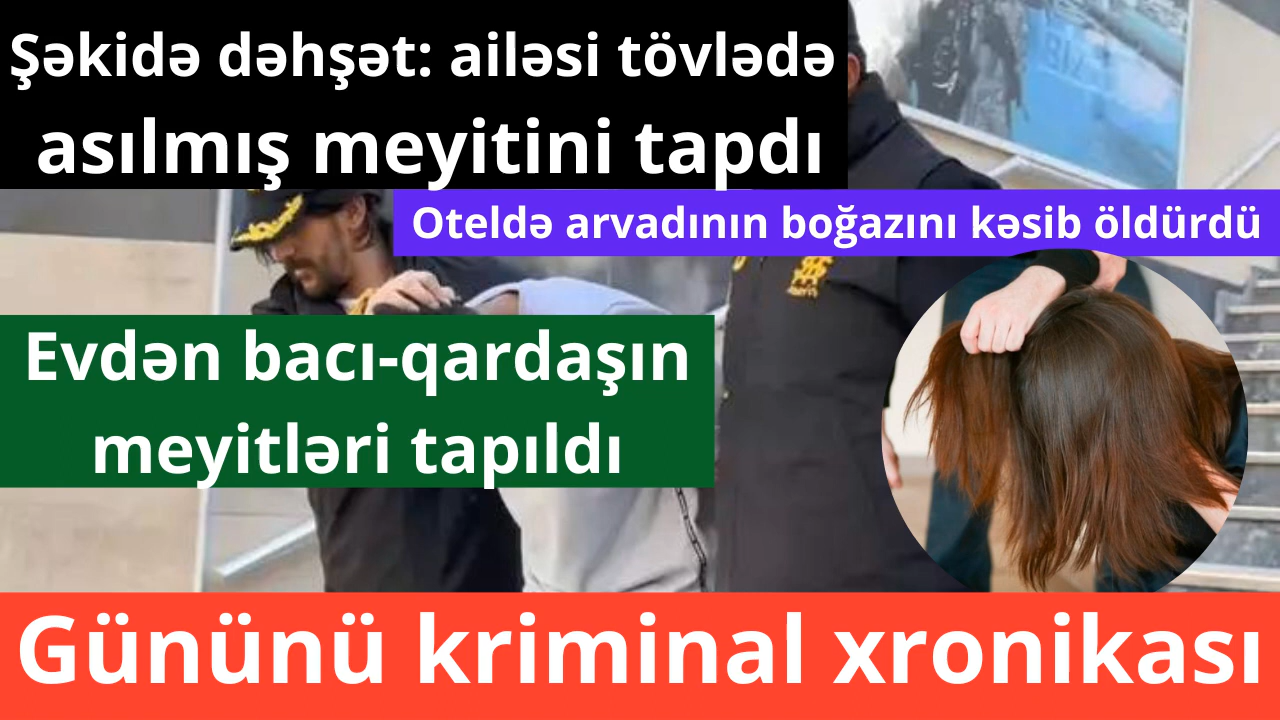 Şəkidə dəhşət: ailəsi tövlədə
asılmış meyitini tapdı
Oteldə arvadının boğazını kəsib öldürdü
Evdən bacı-qardaşın
meyitləri tapıldı
Gününü kriminal xronikası